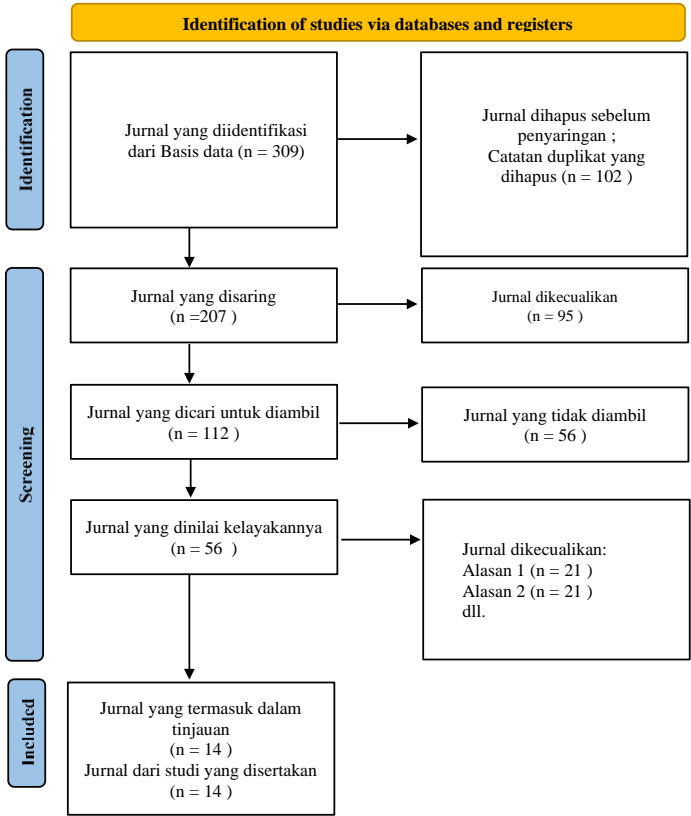 Identification of studies via databases and registers
Identification
Jurnal yang diidentifikasi
dari Basis data (n = 309)
Jurnal dihapus sebelum
penyaringan ;
Catatan duplikat yang
dihapus (n = 102 )
Screening
Jurnal yang disaring
(n =207 )
Jurnal dikecualikan
(n = 95 )
Jurnal yang dicari untuk diambil
(n = 112 )
Jurnal yang tidak diambil
(n = 56 )
Jurnal yang dinilai kelayakannya
(n = 56 )
Jurnal dikecualikan:
Alasan 1 (n = 21 )
Alasan 2 (n = 21 )
dll.
Included
Jurnal yang termasuk dalam
tinjauan
(n = 14 )
Jurnal dari studi yang disertakan
(n = 14 )